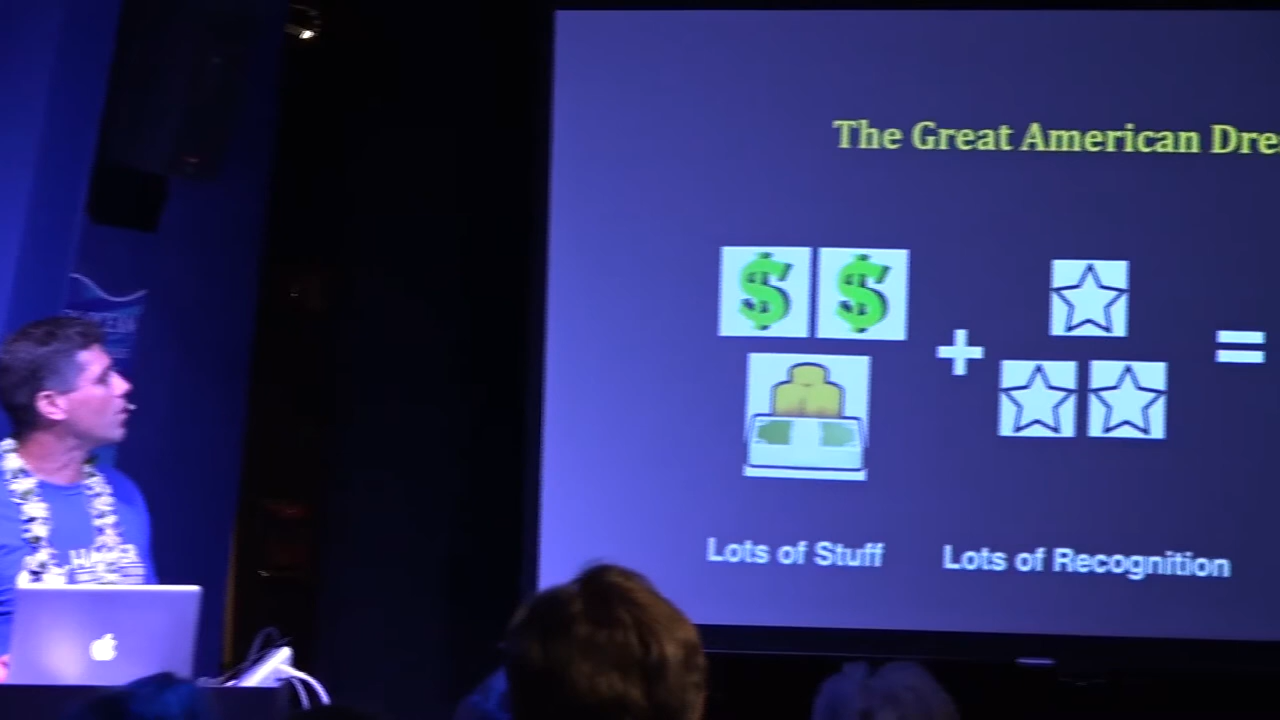 The Great American Dre
$ $
+
=
Lots of Stuff
Lots of Recognition